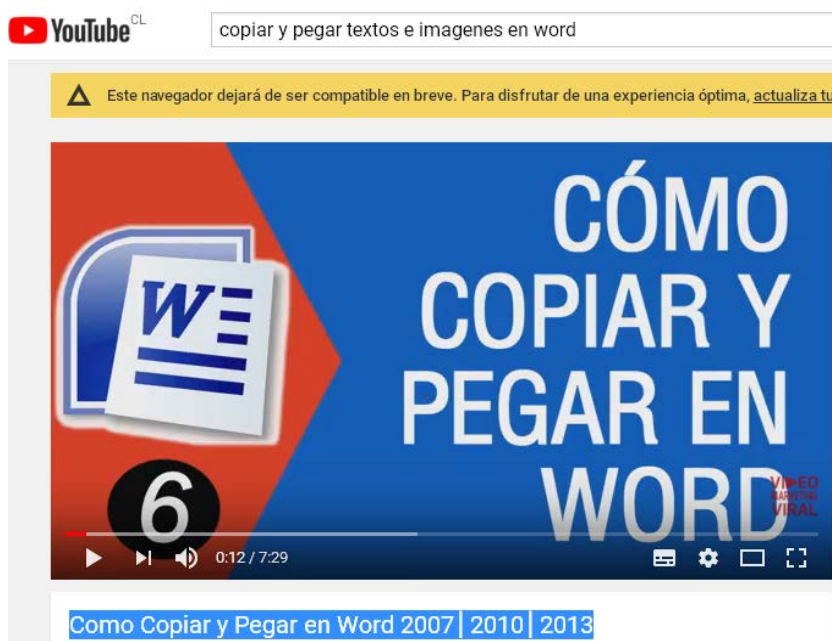 YouTube CL
copiar y pegar textos e imagenes en word
Este navegador dejará de ser compatible en breve. Para disfrutar de una experiencia óptima, actualiza tu
W
CÓMO
COPIAR Y
PEGAR EN
WORD
6
VIDEO
MARKETING
VIRAL
0:12 / 7:29
Como Copiar y Pegar en Word 2007│2010│2013